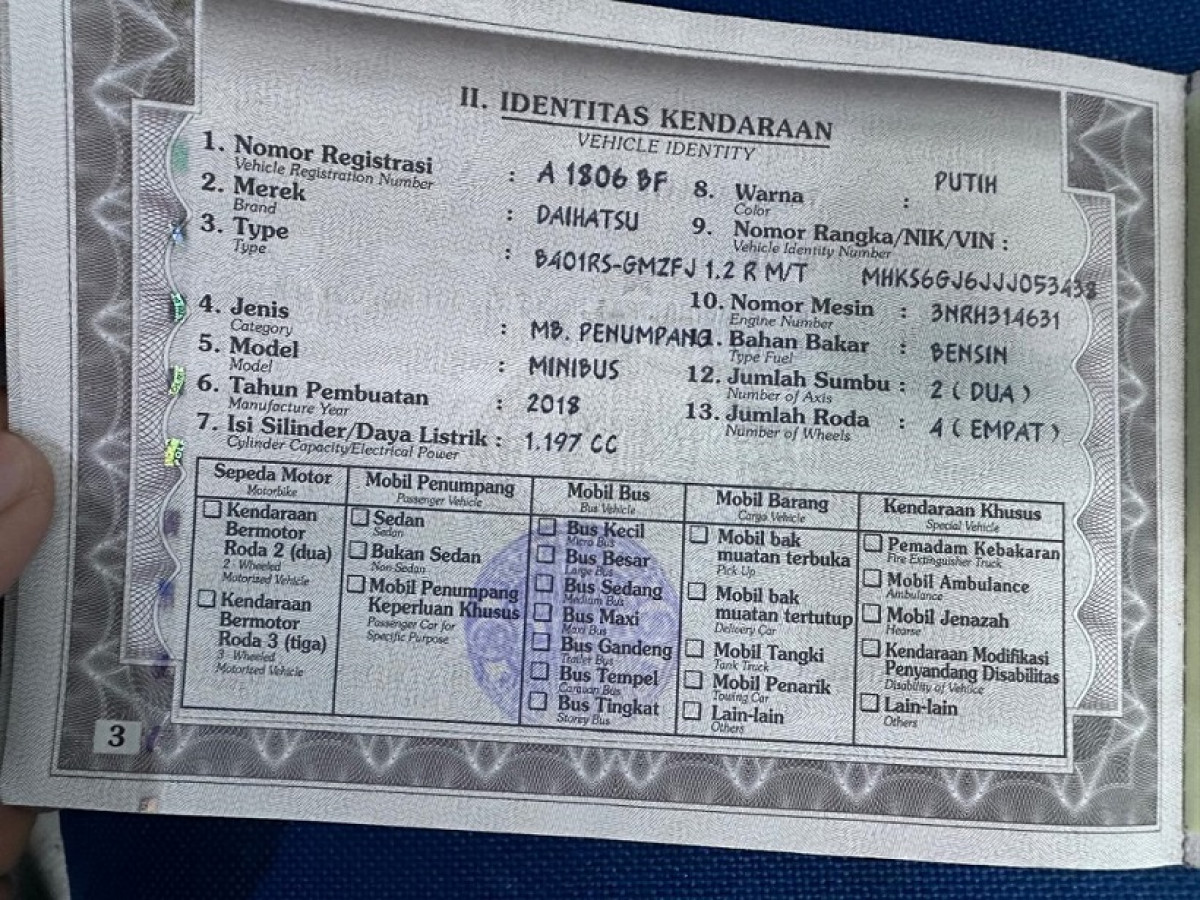 II. IDENTITAS KENDARAAN
VEHICLE IDENTITY
1. Nomor Registrasi : A 1806 BF
Vehicle Registration Number
2. Merek : DAIHATSU
Brand
3. Type : B401RS-GMZFJ 1.2 R M/T
Type
4. Jenis : MB. PENUMPANG
Category
5. Model : MINIBUS
Model
6. Tahun Pembuatan : 2018
Manufacture Year
7. Isi Silinder/Daya Listrik : 1.197 CC
Cylinder Capacity/Electrical Power
8. Warna : PUTIH
Color
9. Nomor Rangka/NIK/VIN :
Vehicle Identity Number
MHKS6GJ6JJJ053438
10. Nomor Mesin : 3NRH314631
Engine Number
. Bahan Bakar : BENSIN
Type Fuel
12. Jumlah Sumbu : 2 ( DUA )
Number of Axis
13. Jumlah Roda : 4 ( EMPAT )
Number of Wheels
Sepeda Motor
Motorbike
Kendaraan
Bermotor
Roda 2 (dua)
2 Wheeled
Motorized Vehicle
Kendaraan
Bermotor
Roda 3 (tiga)
3 Wheeled
Motorized Vehicle
Mobil Penumpang
Passenger Vehicle
Sedan
Sedan
Bukan Sedan
Non-Sedan
Mobil Penumpang
Keperluan Khusus
Passenger Car for
Specific Purpose
Mobil Bus
Bus Vehicle
Bus Kecil
Micro Bus
Bus Besar
Large Bus
Bus Sedang
Medium Bus
Bus Maxi
Maxi Bus
Bus Gandeng
Trailer Bus
Bus Tempel
Caravan Bus
Bus Tingkat
Storey Bus
Mobil Barang
Cargo Vehicle
Mobil bak
muatan terbuka
Pick Up
Mobil bak
muatan tertutup
Delivery Car
Mobil Tangki
Tank Truck
Mobil Penarik
Towing Car
Lain-lain
Others
Kendaraan Khusus
Special Vehicle
Pemadam Kebakaran
Fire Extinguisher Truck
Mobil Ambulance
Ambulance
Mobil Jenazah
Hearse
Kendaraan Modifikasi
Penyandang Disabilitas
Disability of Vehilce
Lain-lain
Others
3